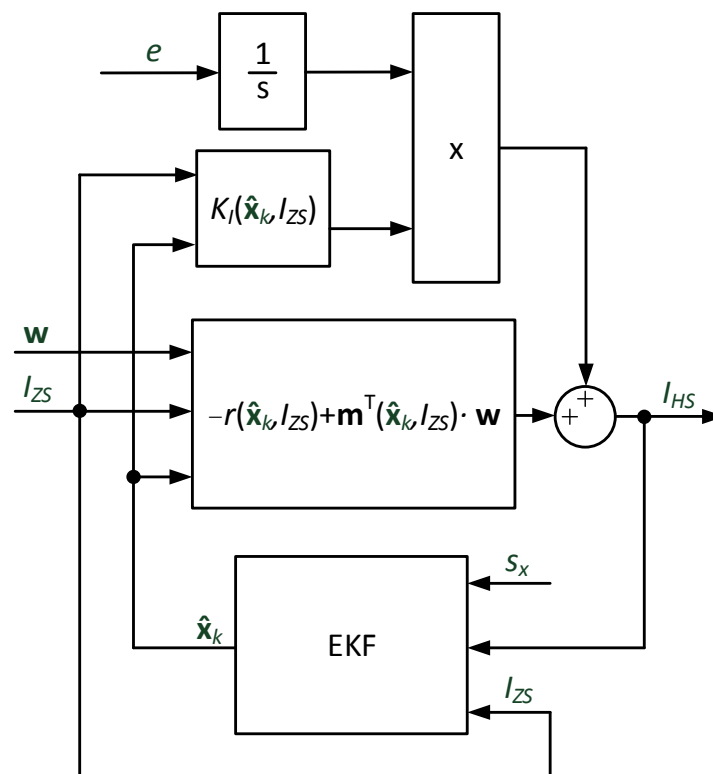 e
1
s
x
K_I(x̂_k,I_ZS)
w
I_ZS
−r(x̂_k,I_ZS)+m^T(x̂_k,I_ZS)· w
+
+
I_HS
s_x
x̂_k
EKF
I_ZS